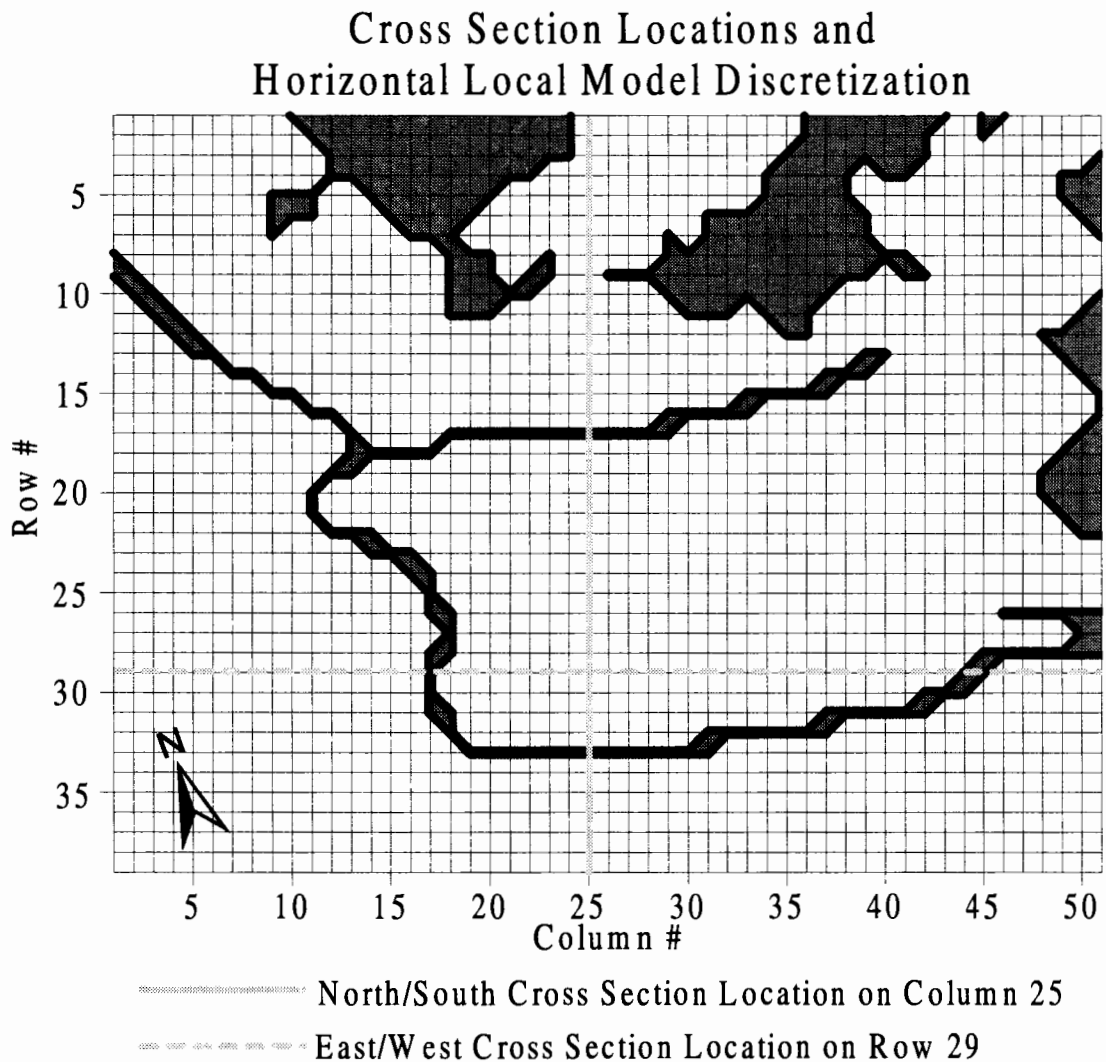 Cross Section Locations and
Horizontal Local Model Discretization
5
10
15
20
25
30
35
Row #
N
5
10
15
20
25
30
35
40
45
50
Column #
North/South Cross Section Location on Column 25
East/West Cross Section Location on Row 29